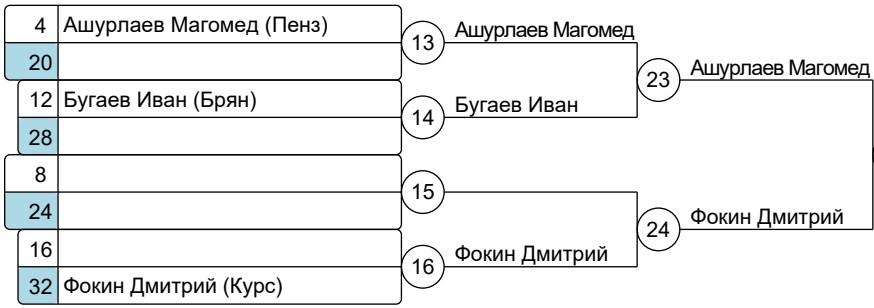 4 Ашурлаев Магомед (Пенз)
20
13 Ашурлаев Магомед
12 Бугаев Иван (Брян)
28
14 Бугаев Иван
23 Ашурлаев Магомед
8
24
15
16
32 Фокин Дмитрий (Курс)
16 Фокин Дмитрий
24 Фокин Дмитрий